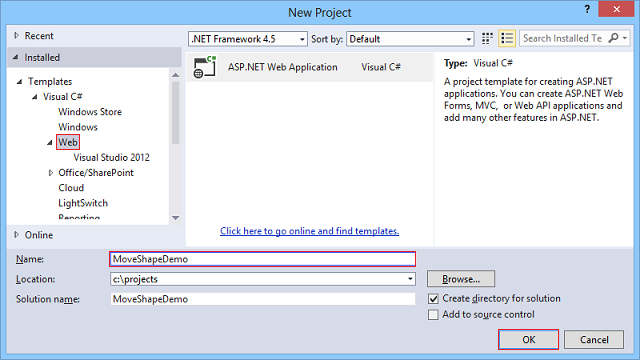 New Project
? ✕
Recent
Installed
.NET Framework 4.5 Sort by: Default
Search Installed Te
Templates
Visual C#
Windows Store
Windows
Web
Visual Studio 2012
Office/SharePoint
Cloud
LightSwitch
Reporting
Online
ASP.NET Web Application Visual C#
Click here to go online and find templates.
Type: Visual C#
A project template for creating ASP.NET
applications. You can create ASP.NET Web
Forms, MVC, or Web API applications and
add many other features in ASP.NET.
Name: MoveShapeDemo
Location: c:\projects
Browse...
Solution name: MoveShapeDemo
Create directory for solution
Add to source control
OK Cancel